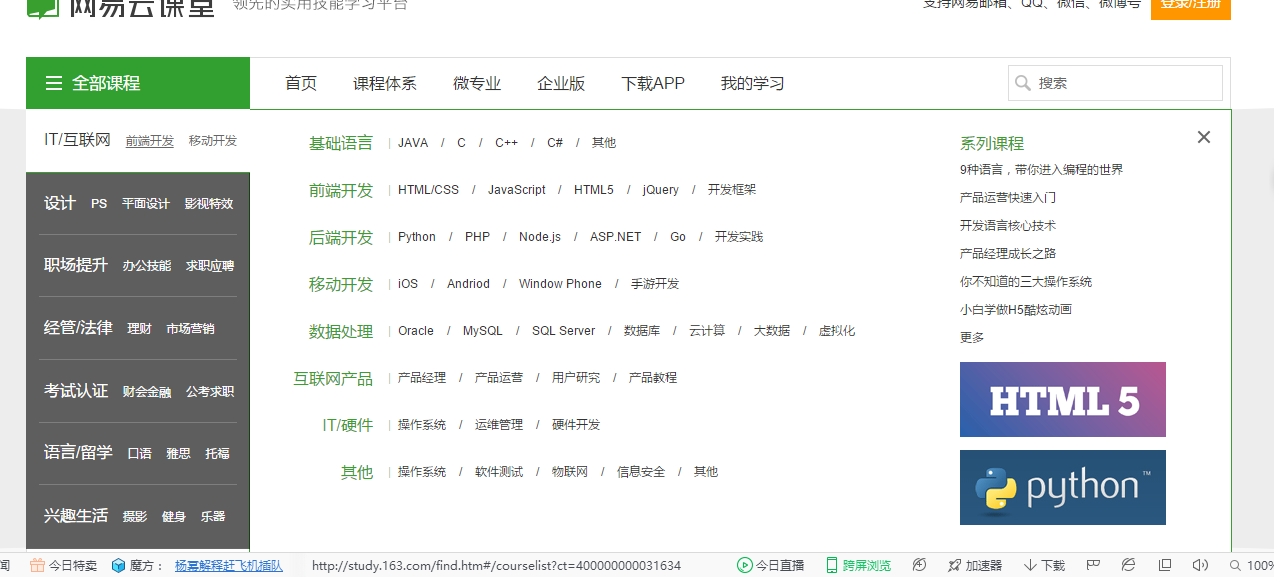 网易云课堂 领先的实用技能学习平台 支持网易邮箱、QQ、微信、微博号 登录/注册
全部课程 首页 课程体系 微专业 企业版 下载APP 我的学习 搜索
IT/互联网 前端开发 移动开发
设计 PS 平面设计 影视特效
职场提升 办公技能 求职应聘
经管/法律 理财 市场营销
考试认证 财会金融 公考求职
语言/留学 口语 雅思 托福
兴趣生活 摄影 健身 乐器
基础语言 | JAVA / C / C++ / C# / 其他
前端开发 | HTML/CSS / JavaScript / HTML5 / jQuery / 开发框架
后端开发 | Python / PHP / Node.js / ASP.NET / Go / 开发实践
移动开发 | iOS / Andriod / Window Phone / 手游开发
数据处理 | Oracle / MySQL / SQL Server / 数据库 / 云计算 / 大数据 / 虚拟化
互联网产品 | 产品经理 / 产品运营 / 用户研究 / 产品教程
IT/硬件 | 操作系统 / 运维管理 / 硬件开发
其他 | 操作系统 / 软件测试 / 物联网 / 信息安全 / 其他
系列课程
9种语言，带你进入编程的世界
产品运营快速入门
开发语言核心技术
产品经理成长之路
你不知道的三大操作系统
小白学做H5酷炫动画
更多
HTML 5
python™
闻 今日特卖 魔方： 杨幂解释赶飞机插队 http://study.163.com/find.htm#/courselist?ct=400000000031634 今日直播 跨屏浏览 加速器 下载 100%